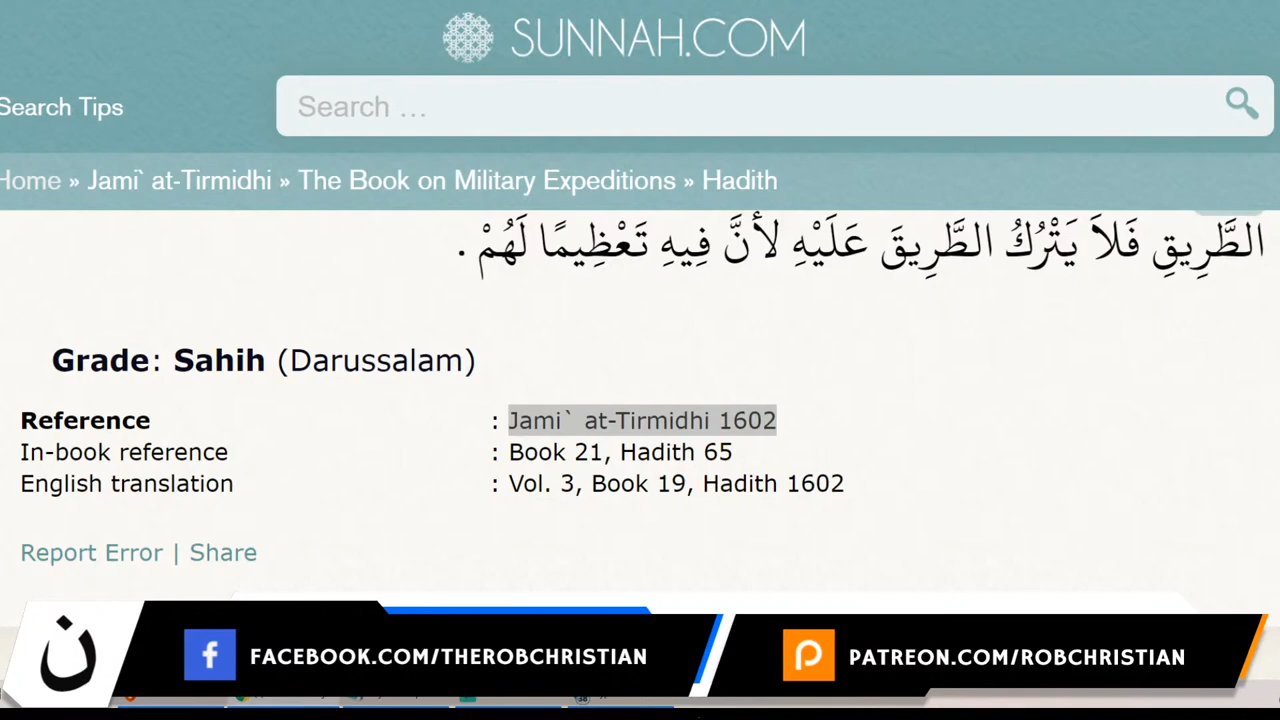 SUNNAH.COM
Search Tips
Search ...
Home » Jami` at-Tirmidhi » The Book on Military Expeditions » Hadith
الطَّرِيقِ فَلاَ يَتْرُكُ الطَّرِيقَ عَلَيْهِ لأَنَّ فِيهِ تَعْظِيمًا لَهُمْ ‏.‏
Grade: Sahih (Darussalam)
Reference : Jami` at-Tirmidhi 1602
In-book reference : Book 21, Hadith 65
English translation : Vol. 3, Book 19, Hadith 1602
Report Error | Share
ن
f FACEBOOK.COM/THEROBCHRISTIAN
PATREON.COM/ROBCHRISTIAN